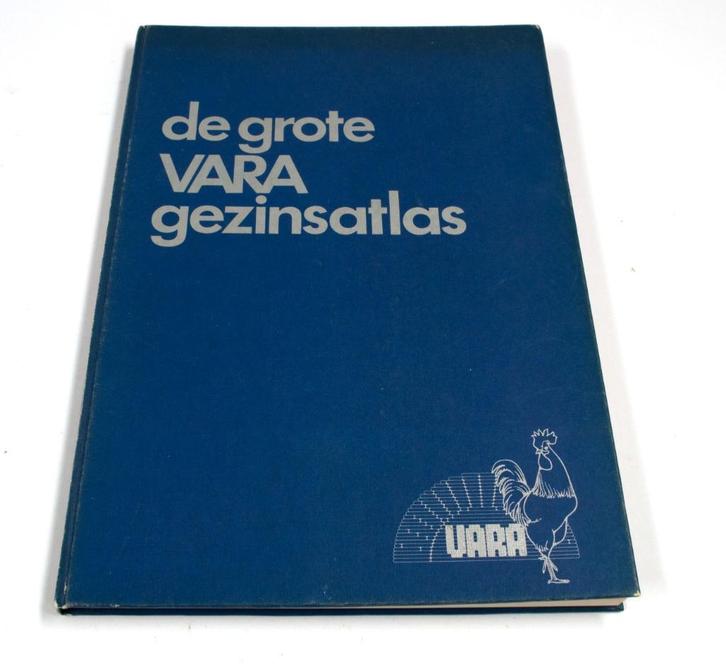 de grote
VARA
gezinsatlas
VARA